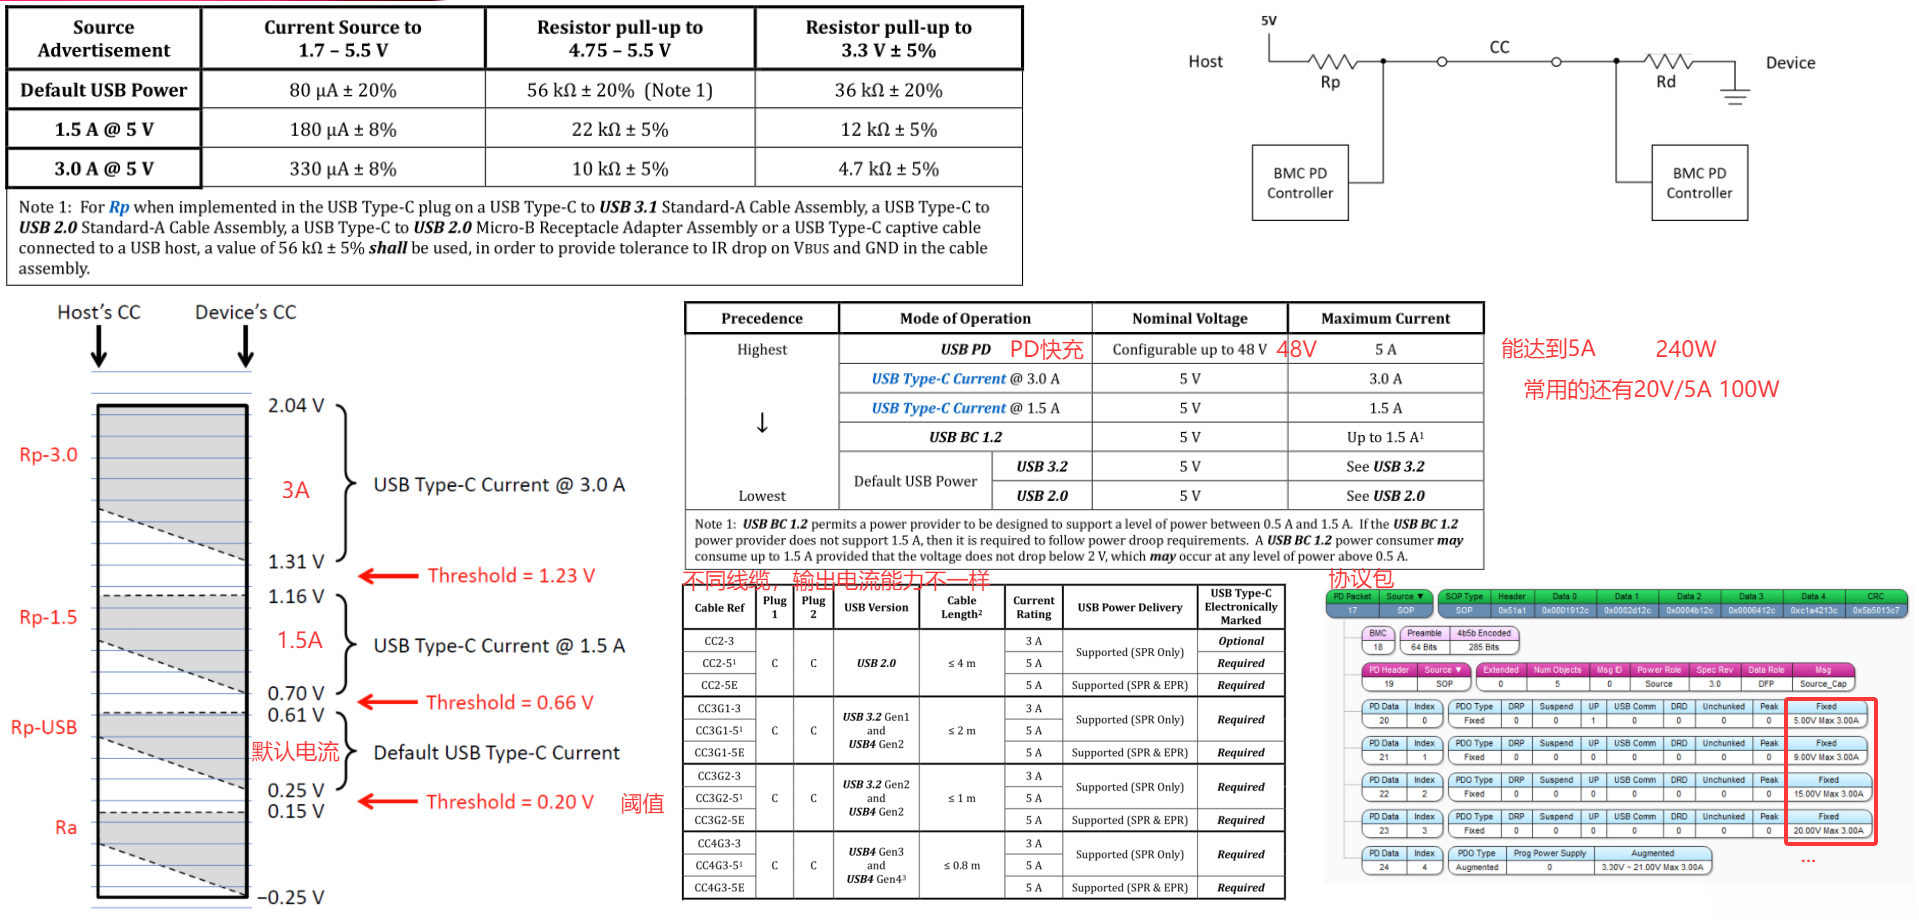 Source Advertisement | Current Source to 1.7 – 5.5 V | Resistor pull-up to 4.75 – 5.5 V | Resistor pull-up to 3.3 V ± 5%
Default USB Power | 80 µA ± 20% | 56 kΩ ± 20% (Note 1) | 36 kΩ ± 20%
1.5 A @ 5 V | 180 µA ± 8% | 22 kΩ ± 5% | 12 kΩ ± 5%
3.0 A @ 5 V | 330 µA ± 8% | 10 kΩ ± 5% | 4.7 kΩ ± 5%
Note 1: For Rp when implemented in the USB Type-C plug on a USB Type-C to USB 3.1 Standard-A Cable Assembly, a USB Type-C to
USB 2.0 Standard-A Cable Assembly, a USB Type-C to USB 2.0 Micro-B Receptacle Adapter Assembly or a USB Type-C captive cable
connected to a USB host, a value of 56 kΩ ± 5% shall be used, in order to provide tolerance to IR drop on VBUS and GND in the cable
assembly.
5V
Host
Rp
CC
Rd
Device
BMC PD
Controller
BMC PD
Controller
Host's CC
Device's CC
2.04 V
Rp-3.0
3A
USB Type-C Current @ 3.0 A
1.31 V
Threshold = 1.23 V
1.16 V
Rp-1.5
1.5A
USB Type-C Current @ 1.5 A
0.70 V
Threshold = 0.66 V
0.61 V
Rp-USB
默认电流
Default USB Type-C Current
0.25 V
Threshold = 0.20 V
阈值
0.15 V
Ra
−0.25 V
Precedence | Mode of Operation | Nominal Voltage | Maximum Current
Highest | USB PD PD快充 | Configurable up to 48 V 48V | 5 A
能达到5A
240W
USB Type-C Current @ 3.0 A | 5 V | 3.0 A
常用的还有20V/5A 100W
USB Type-C Current @ 1.5 A | 5 V | 1.5 A
↓
USB BC 1.2 | 5 V | Up to 1.5 A1
Default USB Power | USB 3.2 | 5 V | See USB 3.2
Lowest | USB 2.0 | 5 V | See USB 2.0
Note 1: USB BC 1.2 permits a power provider to be designed to support a level of power between 0.5 A and 1.5 A. If the USB BC 1.2
power provider does not support 1.5 A, then it is required to follow power droop requirements. A USB BC 1.2 power consumer may
consume up to 1.5 A provided that the voltage does not drop below 2 V, which may occur at any level of power above 0.5 A.
不同线缆，输出电流能力不一样
Cable Ref | Plug 1 | Plug 2 | USB Version | Cable Length2 | Current Rating | USB Power Delivery | USB Type-C Electronically Marked
CC2-3 | C | C | USB 2.0 | ≤ 4 m | 3 A | Supported (SPR Only) | Optional
CC2-51 | 5 A | Required
CC2-5E | 5 A | Supported (SPR & EPR) | Required
CC3G1-3 | C | C | USB 3.2 Gen1 and USB4 Gen2 | ≤ 2 m | 3 A | Supported (SPR Only) | Required
CC3G1-51 | 5 A
CC3G1-5E | 5 A | Supported (SPR & EPR) | Required
CC3G2-3 | C | C | USB 3.2 Gen2 and USB4 Gen2 | ≤ 1 m | 3 A | Supported (SPR Only) | Required
CC3G2-51 | 5 A
CC3G2-5E | 5 A | Supported (SPR & EPR) | Required
CC4G3-3 | C | C | USB4 Gen3 and USB4 Gen43 | ≤ 0.8 m | 3 A | Supported (SPR Only) | Required
CC4G3-51 | 5 A
CC4G3-5E | 5 A | Supported (SPR & EPR) | Required
协议包
PD Packet | Source ▼ | SOP Type | Header | Data 0 | Data 1 | Data 2 | Data 3 | Data 4 | CRC
17 | SOP | SOP | 0x51a1 | 0x0801912c | 0x0002d12c | 0x0004b12c | 0x0006412c | 0xc1a4213c | 0x5b5013c7
BMC | Preamble | 4b5b Encoded
18 | 64 Bits | 285 Bits
PD Header | Source ▼ | Extended | Num Objects | Msg ID | Power Role | Spec Rev | Data Role | Msg
19 | SOP | 0 | 5 | 0 | Source | 3.0 | DFP | Source_Cap
PD Data | Index | PDO Type | DRP | Suspend | UP | USB Comm | DRD | Unchunked | Peak | Fixed
20 | 0 | Fixed | 0 | 0 | 1 | 0 | 0 | 0 | 0 | 5.00V Max 3.00A
PD Data | Index | PDO Type | DRP | Suspend | UP | USB Comm | DRD | Unchunked | Peak | Fixed
21 | 1 | Fixed | 0 | 0 | 0 | 0 | 0 | 0 | 0 | 9.00V Max 3.00A
PD Data | Index | PDO Type | DRP | Suspend | UP | USB Comm | DRD | Unchunked | Peak | Fixed
22 | 2 | Fixed | 0 | 0 | 0 | 0 | 0 | 0 | 0 | 15.00V Max 3.00A
PD Data | Index | PDO Type | DRP | Suspend | UP | USB Comm | DRD | Unchunked | Peak | Fixed
23 | 3 | Fixed | 0 | 0 | 0 | 0 | 0 | 0 | 0 | 20.00V Max 3.00A
PD Data | Index | PDO Type | Prog Power Supply | Augmented
24 | 4 | Augmented | 0 | 3.30V ~ 21.00V Max 3.00A
...